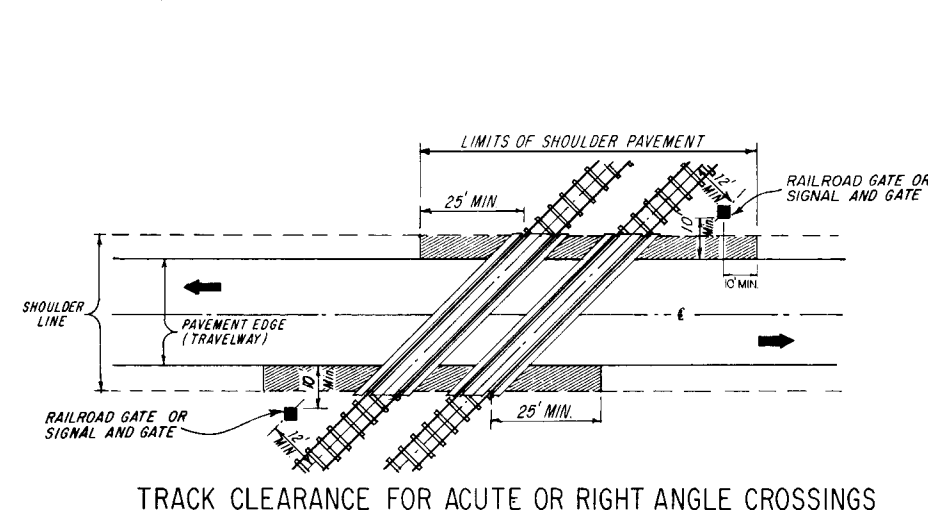 LIMITS OF SHOULDER PAVEMENT
25' MIN
12' MIN
RAILROAD GATE OR
SIGNAL AND GATE
10' Min.
10' MIN.
SHOULDER
LINE
PAVEMENT EDGE
(TRAVELWAY)
℄
10' Min.
RAILROAD GATE OR
SIGNAL AND GATE
12' MIN.
25' MIN.
TRACK CLEARANCE FOR ACUTE OR RIGHT ANGLE CROSSINGS